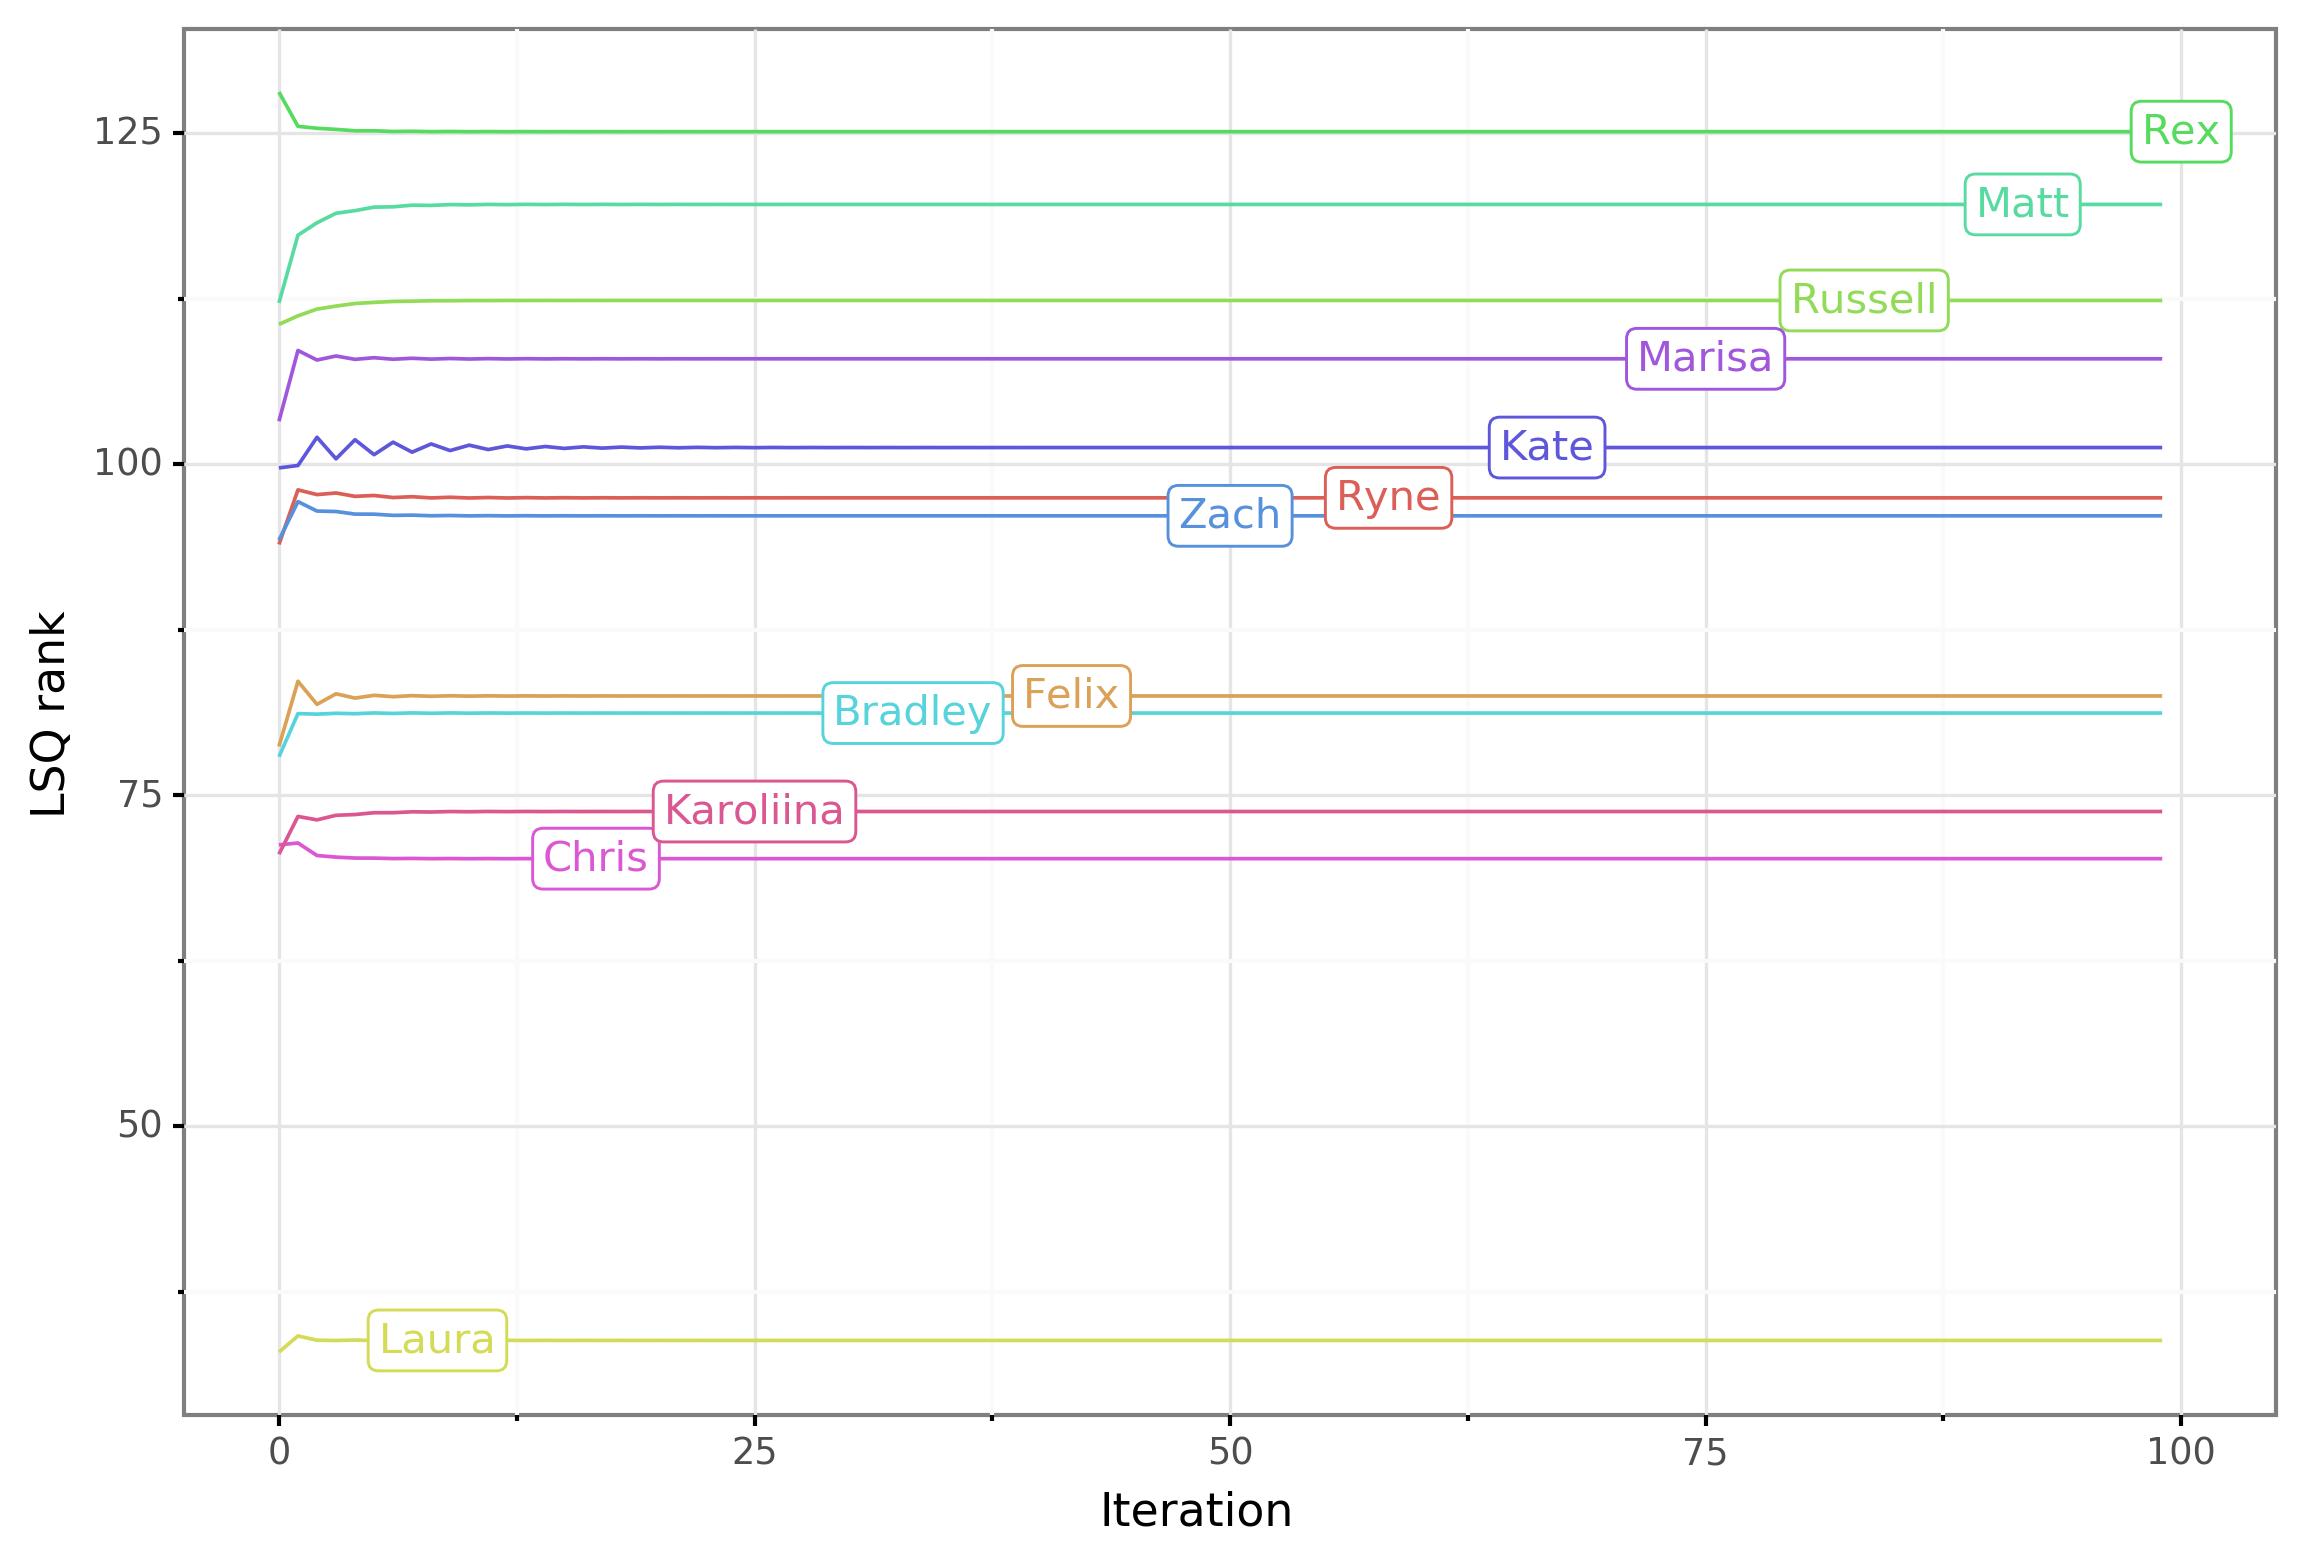 125
Rex
Matt
Russell
Marisa
Kate
100
Ryne
Zach
LSQ rank
Felix
Bradley
75
Karoliina
Chris
50
Laura
0 25 50 75 100
Iteration